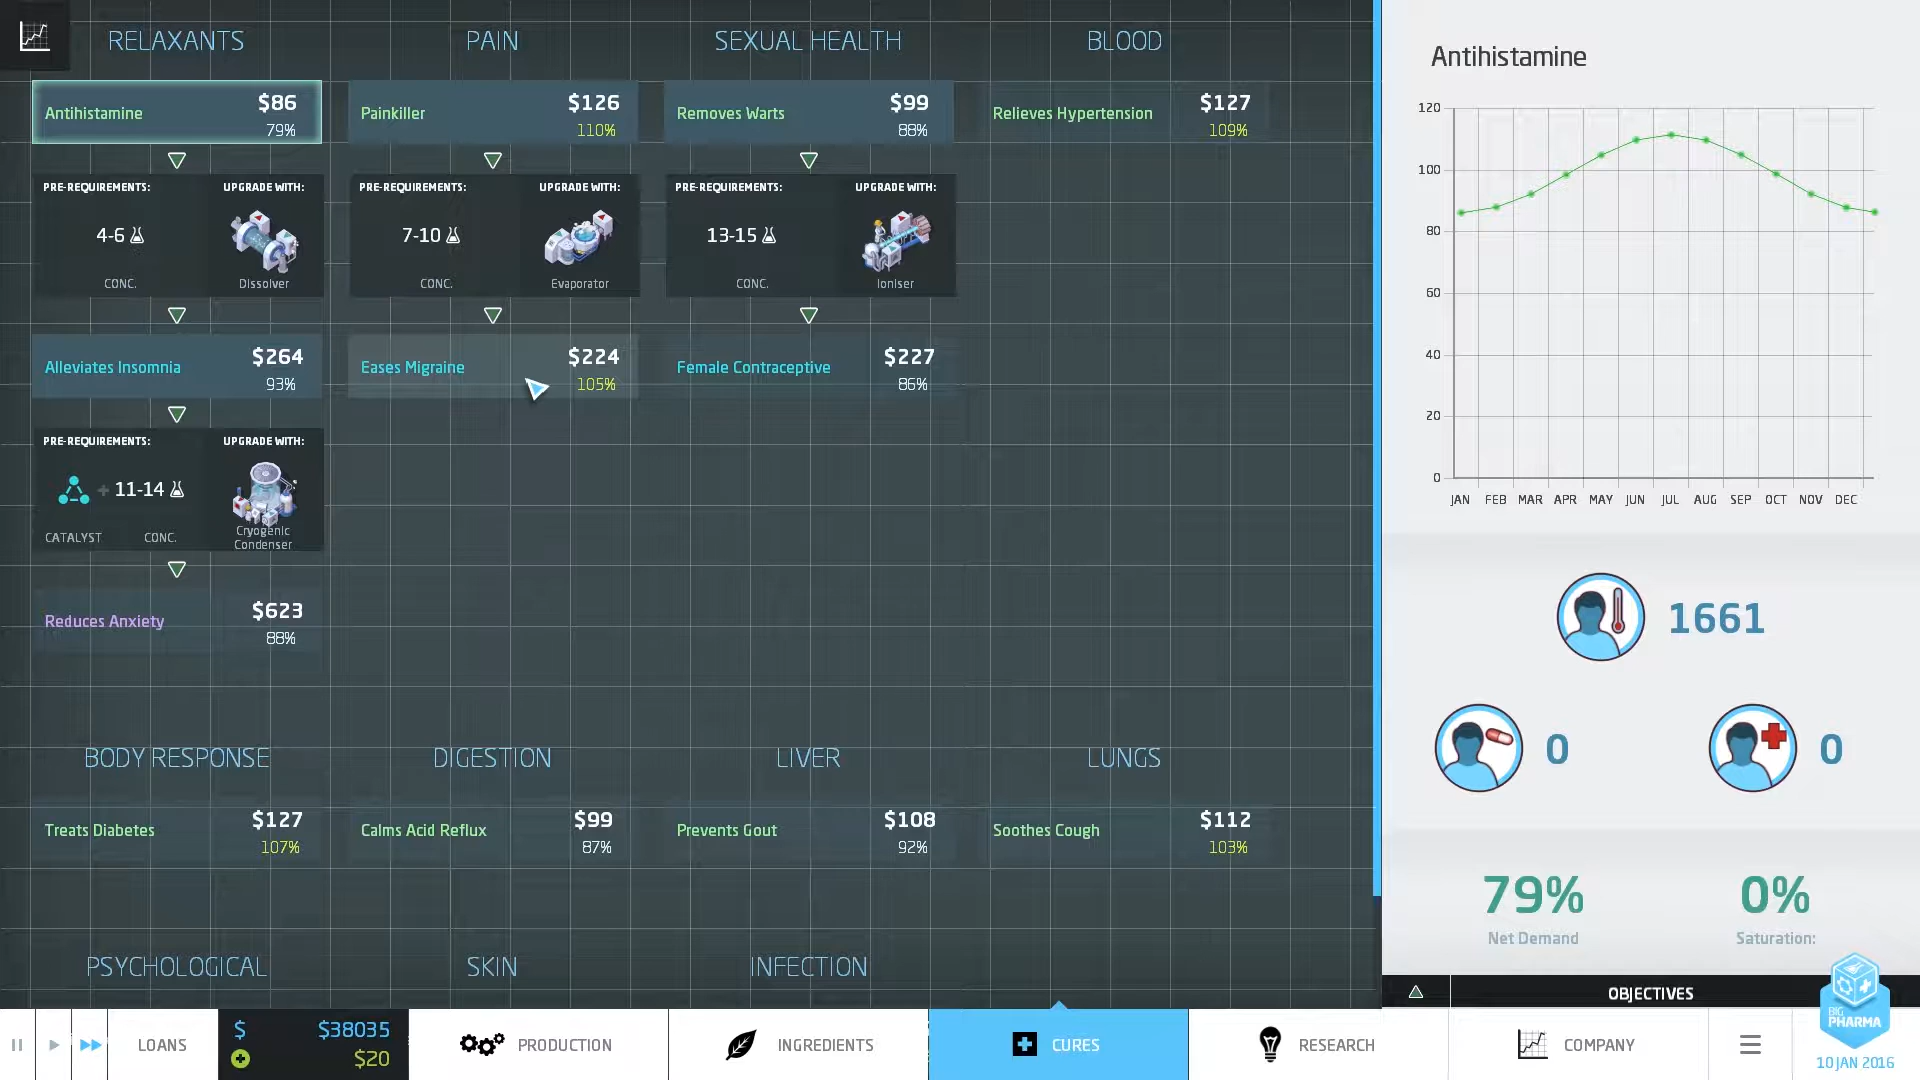 RELAXANTS
PAIN
SEXUAL HEALTH
BLOOD
Antihistamine $86 79%
Painkiller $126 110%
Removes Warts $99 88%
Relieves Hypertension $127 109%
PRE-REQUIREMENTS: UPGRADE WITH:
4-6
CONC. Dissolver
PRE-REQUIREMENTS: UPGRADE WITH:
7-10
CONC. Evaporator
PRE-REQUIREMENTS: UPGRADE WITH:
13-15
CONC. Ioniser
Alleviates Insomnia $264 93%
Eases Migraine $224 105%
Female Contraceptive $227 86%
PRE-REQUIREMENTS: UPGRADE WITH:
+ 11-14
CATALYST CONC. Cryogenic
Condenser
Reduces Anxiety $623 88%
BODY RESPONSE
DIGESTION
LIVER
LUNGS
Treats Diabetes $127 107%
Calms Acid Reflux $99 87%
Prevents Gout $108 92%
Soothes Cough $112 103%
PSYCHOLOGICAL
SKIN
INFECTION
Antihistamine
120
100
80
60
40
20
0
JAN FEB MAR APR MAY JUN JUL AUG SEP OCT NOV DEC
1661
0
0
79%
Net Demand
0%
Saturation:
OBJECTIVES
BIG
PHARMA
10 JAN 2016
LOANS
$ $38035
$20
PRODUCTION
INGREDIENTS
CURES
RESEARCH
COMPANY